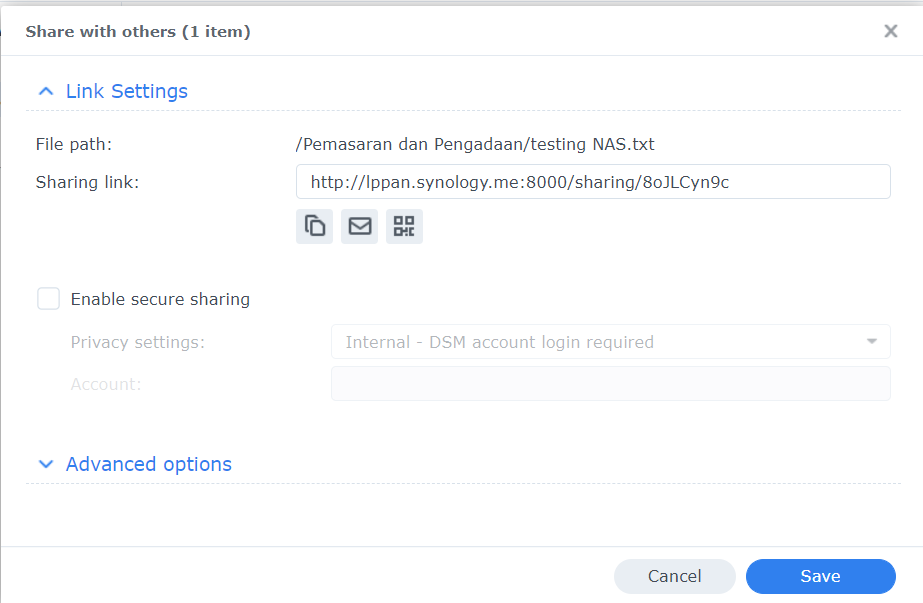 Share with others (1 item)
Link Settings
File path: /Pemasaran dan Pengadaan/testing NAS.txt
Sharing link: http://lppan.synology.me:8000/sharing/8oJLCyn9c
Enable secure sharing
Privacy settings: Internal - DSM account login required
Account:
Advanced options
Cancel Save